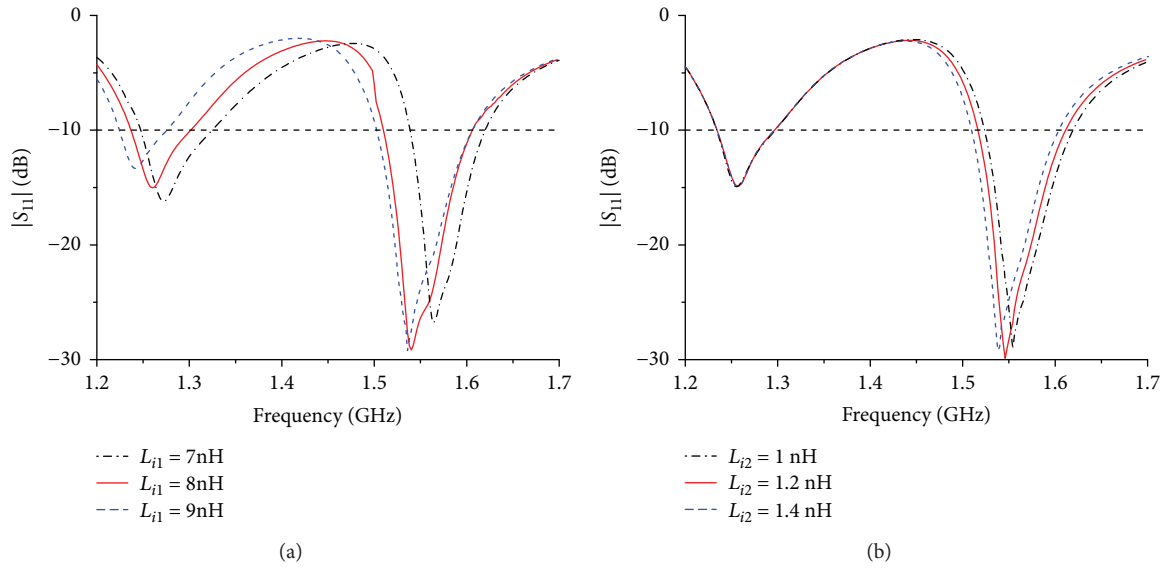 0
−10
−20
−30
|S11| (dB)
1.2 1.3 1.4 1.5 1.6 1.7
Frequency (GHz)
Li1 = 7nH
Li1 = 8nH
Li1 = 9nH
(a)
0
−10
−20
−30
|S11| (dB)
1.2 1.3 1.4 1.5 1.6 1.7
Frequency (GHz)
Li2 = 1 nH
Li2 = 1.2 nH
Li2 = 1.4 nH
(b)